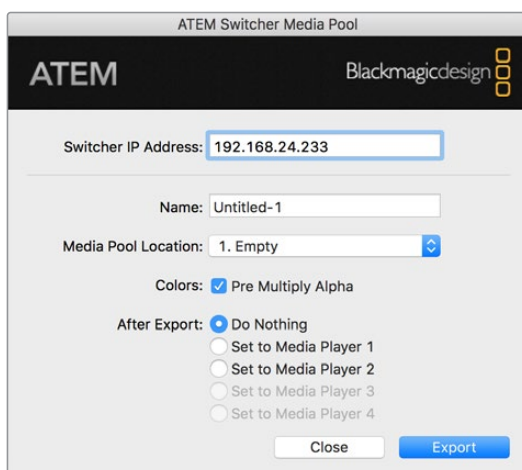 ATEM Switcher Media Pool
ATEM
Blackmagicdesign
Switcher IP Address: 192.168.24.233
Name: Untitled-1
Media Pool Location: 1. Empty
Colors: Pre Multiply Alpha
After Export: Do Nothing
Set to Media Player 1
Set to Media Player 2
Set to Media Player 3
Set to Media Player 4
Close Export